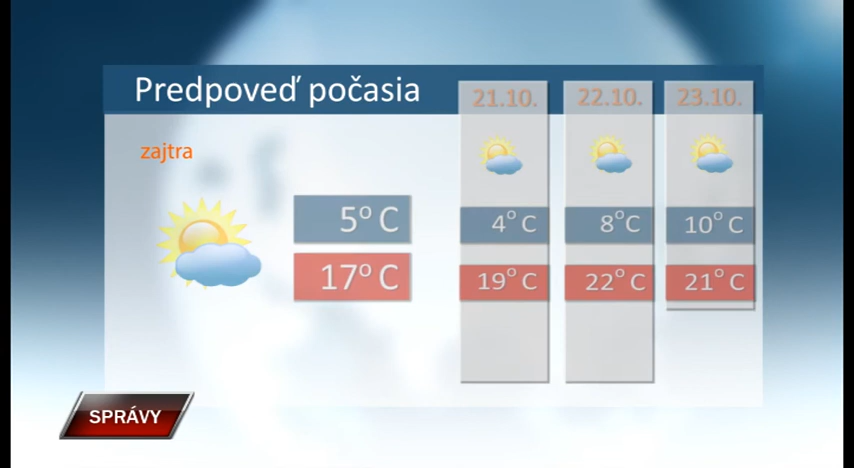 Predpoveď počasia
21.10. 22.10. 23.10.
zajtra
5° C 4° C 8°C 10° C
17° C 19° C 22° C 21° C
SPRÁVY